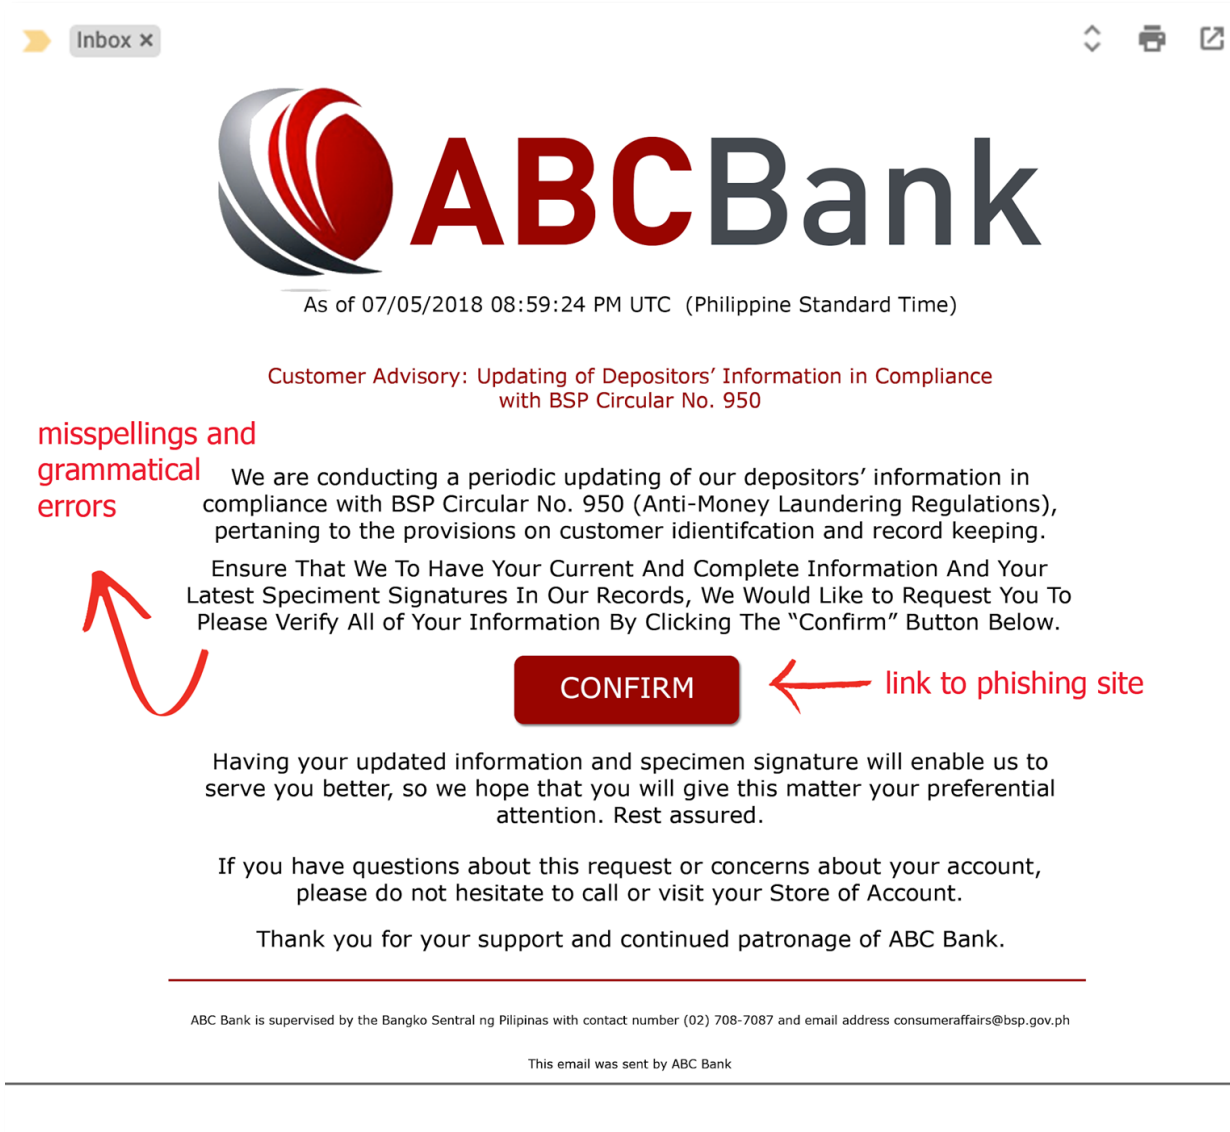 Inbox ×
ABCBank
As of 07/05/2018 08:59:24 PM UTC (Philippine Standard Time)
Customer Advisory: Updating of Depositors’ Information in Compliance
with BSP Circular No. 950
misspellings and
grammatical
errors
We are conducting a periodic updating of our depositors’ information in
compliance with BSP Circular No. 950 (Anti-Money Laundering Regulations),
pertaining to the provisions on customer idientifcation and record keeping.
Ensure That We To Have Your Current And Complete Information And Your
Latest Speciment Signatures In Our Records, We Would Like to Request You To
Please Verify All of Your Information By Clicking The “Confirm” Button Below.
CONFIRM
link to phishing site
Having your updated information and specimen signature will enable us to
serve you better, so we hope that you will give this matter your preferential
attention. Rest assured.
If you have questions about this request or concerns about your account,
please do not hesitate to call or visit your Store of Account.
Thank you for your support and continued patronage of ABC Bank.
ABC Bank is supervised by the Bangko Sentral ng Pilipinas with contact number (02) 708-7087 and email address consumeraffairs@bsp.gov.ph
This email was sent by ABC Bank